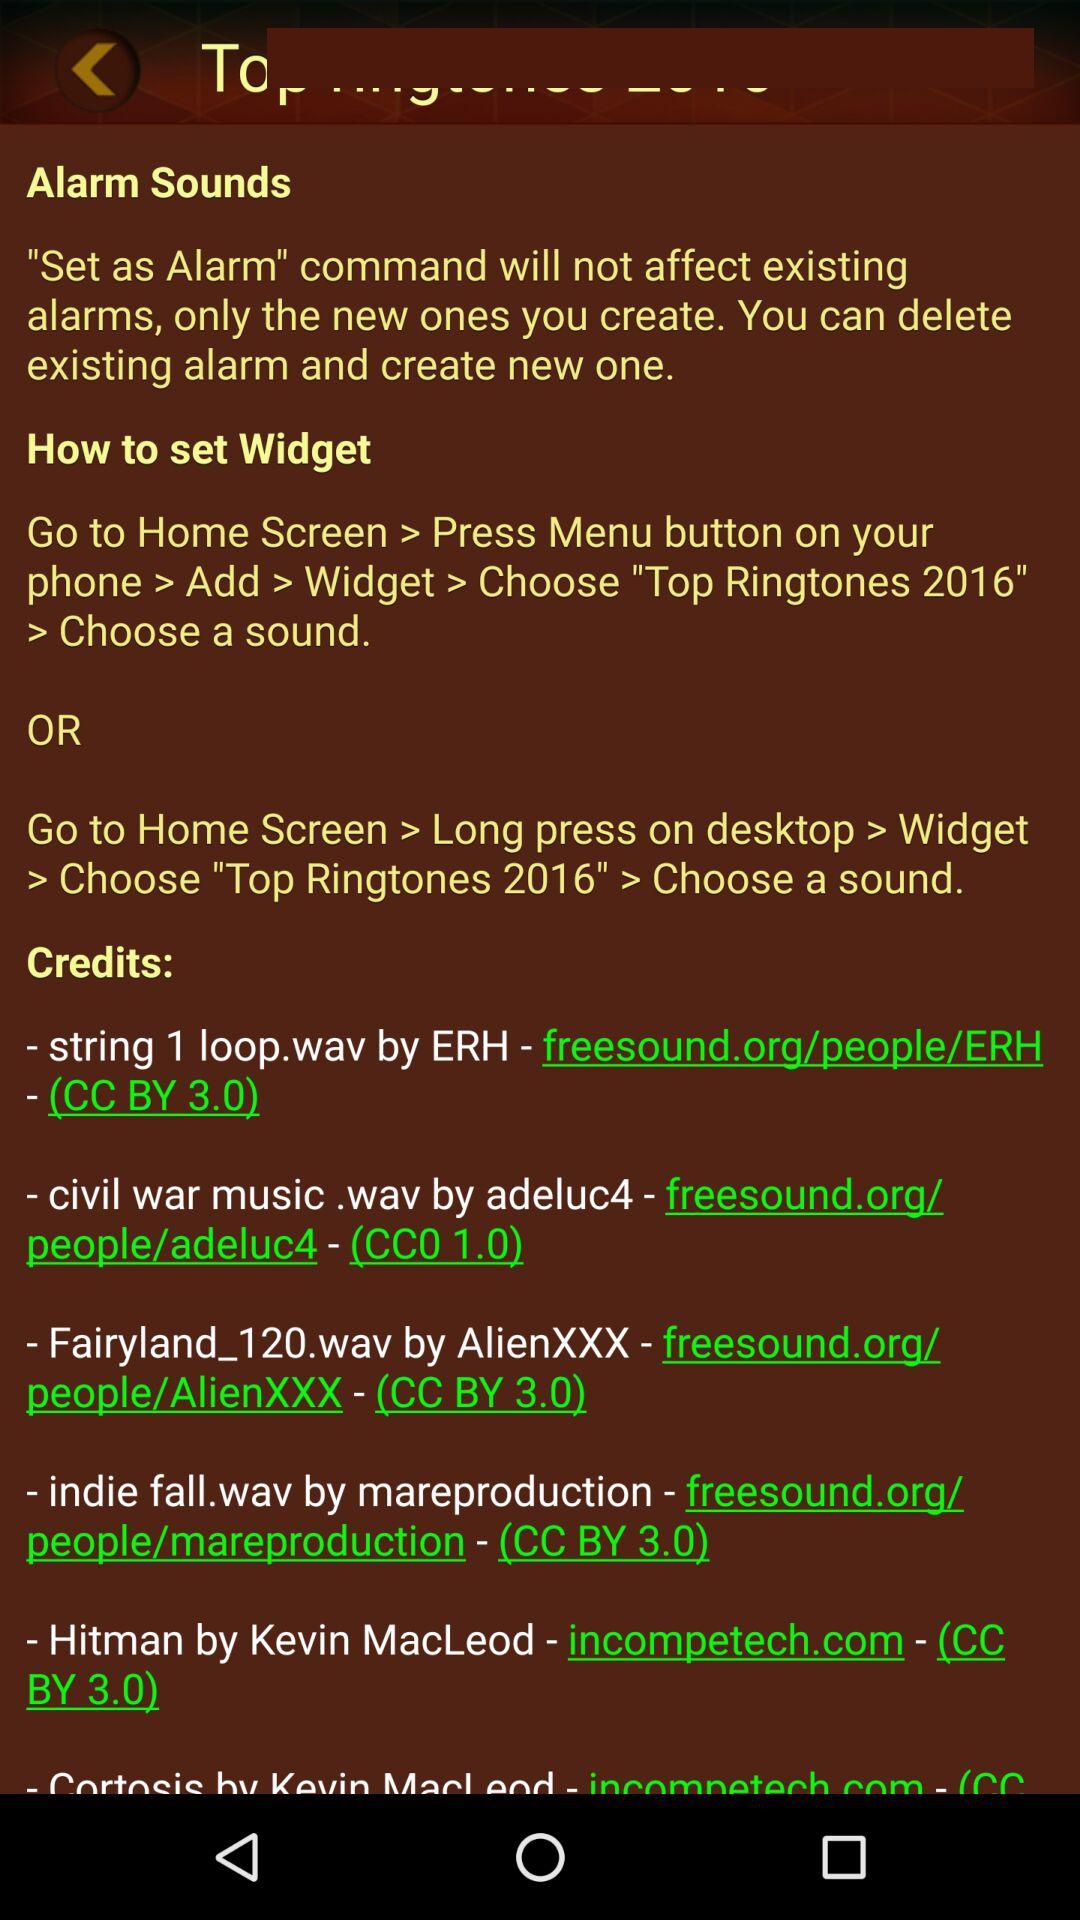 Alarm Sounds
"Set as Alarm" command will not affect existing
alarms, only the new ones you create. You can delete
existing alarm and create new one.
How to set Widget
Go to Home Screen > Press Menu button on your
phone > Add > Widget > Choose "Top Ringtones 2016"
> Choose a sound.
OR
Go to Home Screen > Long press on desktop > Widget
> Choose "Top Ringtones 2016" > Choose a sound.
Credits:
- string 1 loop.wav by ERH - freesound.org/people/ERH
- (CC BY 3.0)
- civil war music .wav by adeluc4 - freesound.org/
people/adeluc4 - (CC0 1.0)
- Fairyland_120.wav by AlienXXX - freesound.org/
people/AlienXXX - (CC BY 3.0)
- indie fall.wav by mareproduction - freesound.org/
people/mareproduction - (CC BY 3.0)
- Hitman by Kevin MacLeod - incompetech.com - (CC
BY 3.0)
- Cortosis by Kevin MacLeod - incompetech.com - (CC